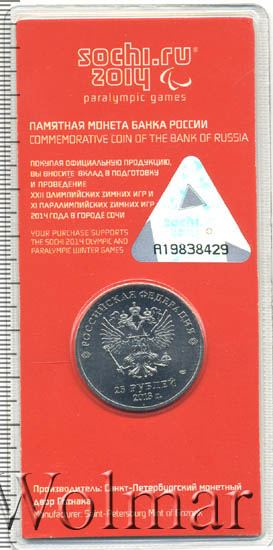 sochi.ru
2014
paralympic games
ПАМЯТНАЯ МОНЕТА БАНКА РОССИИ
COMMEMORATIVE COIN OF THE BANK OF RUSSIA
ПОКУПАЯ ОФИЦИАЛЬНУЮ ПРОДУКЦИЮ,
ВЫ ВНОСИТЕ ВКЛАД В ПОДГОТОВКУ
И ПРОВЕДЕНИЕ
XXII ОЛИМПИЙСКИХ ЗИМНИХ ИГР И
XI ПАРАЛИМПИЙСКИХ ЗИМНИХ ИГР
2014 ГОДА В ГОРОДЕ СОЧИ
YOUR PURCHASE SUPPORTS
THE SOCHI 2014 OLYMPIC AND
PARALYMPIC WINTER GAMES
sochi
R19838429
РОССИЙСКАЯ ФЕДЕРАЦИЯ
25 РУБЛЕЙ
2013 г.
Производитель: Санкт-Петербургский монетный
двор Гознака
Manufacturer: Saint-Petersburg Mint of Goznak
Wolmar